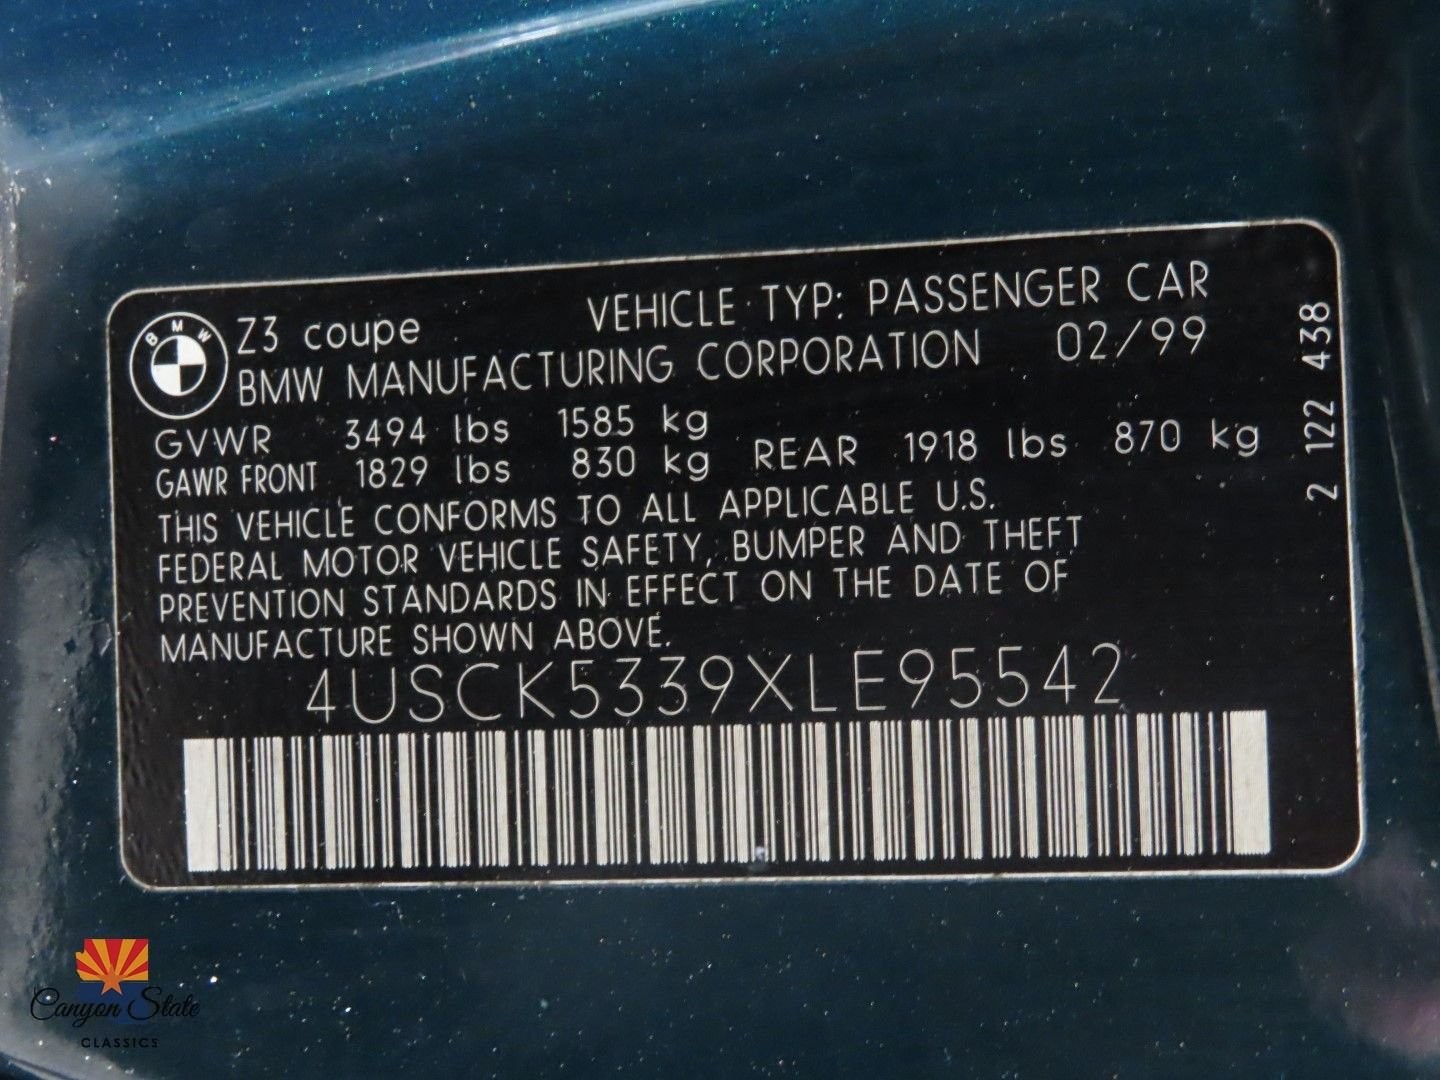 BMW
Z3 coupe VEHICLE TYP: PASSENGER CAR
BMW MANUFACTURING CORPORATION 02/99
GVWR 3494 lbs 1585 kg
GAWR FRONT 1829 lbs 830 kg REAR 1918 lbs 870 kg
THIS VEHICLE CONFORMS TO ALL APPLICABLE U.S.
FEDERAL MOTOR VEHICLE SAFETY, BUMPER AND THEFT
PREVENTION STANDARDS IN EFFECT ON THE DATE OF
MANUFACTURE SHOWN ABOVE.
4USCK5339XLE95542
2 122 438
Canyon State
CLASSICS